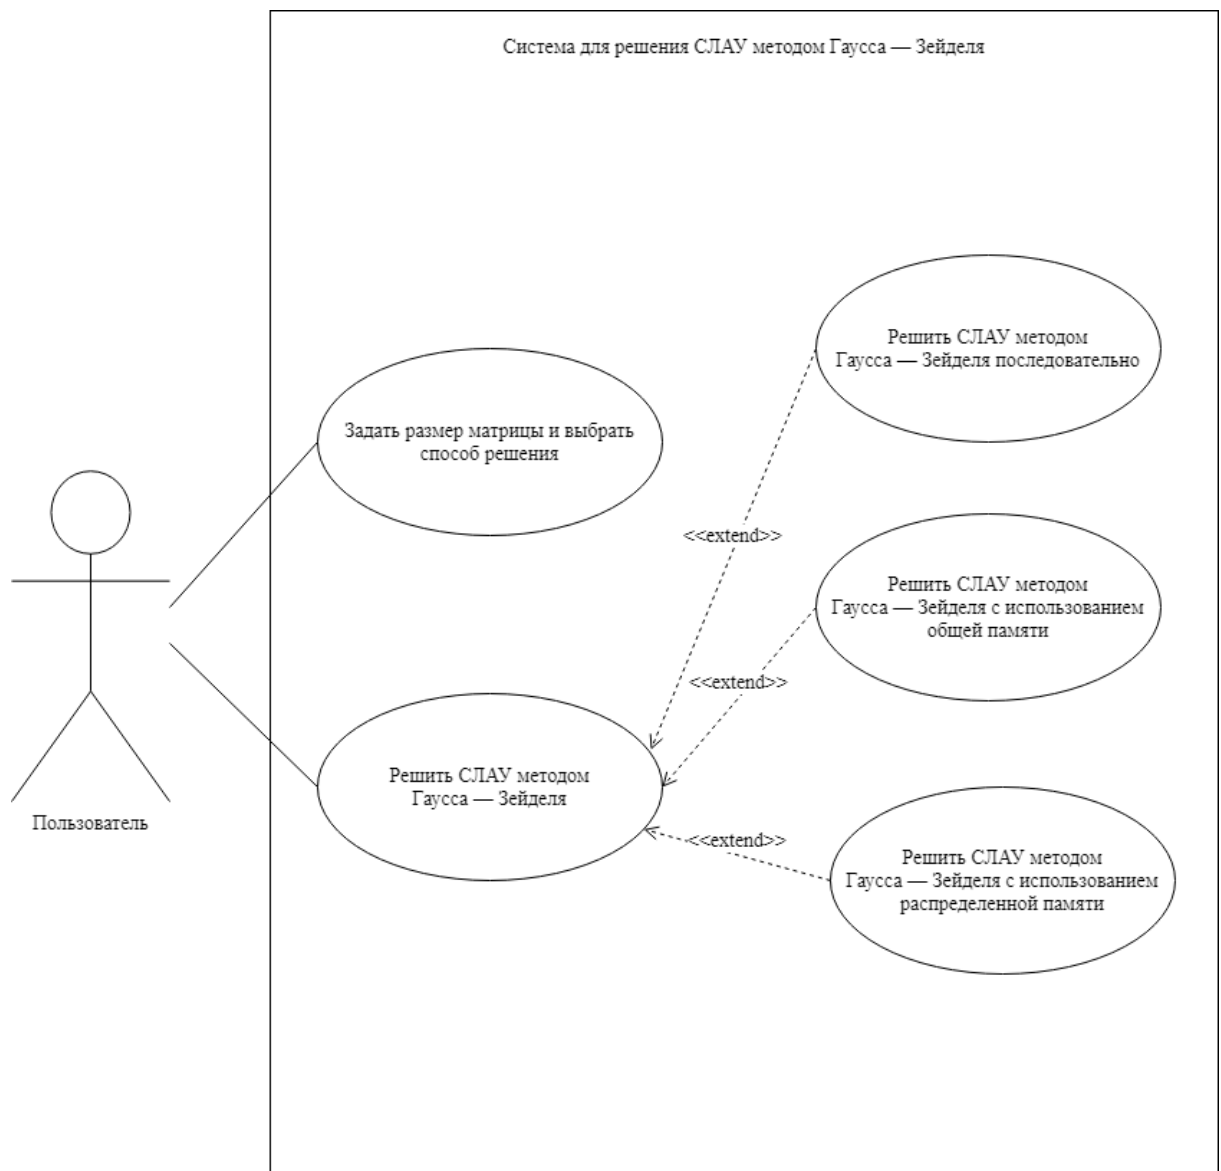 Система для решения СЛАУ методом Гаусса — Зейделя
Решить СЛАУ методом
Гаусса — Зейделя последовательно
Задать размер матрицы и выбрать
способ решения
<<extend>>
Решить СЛАУ методом
Гаусса — Зейделя с использованием
общей памяти
<<extend>>
Решить СЛАУ методом
Гаусса — Зейделя
Пользователь
<<extend>>
Решить СЛАУ методом
Гаусса — Зейделя с использованием
распределенной памяти